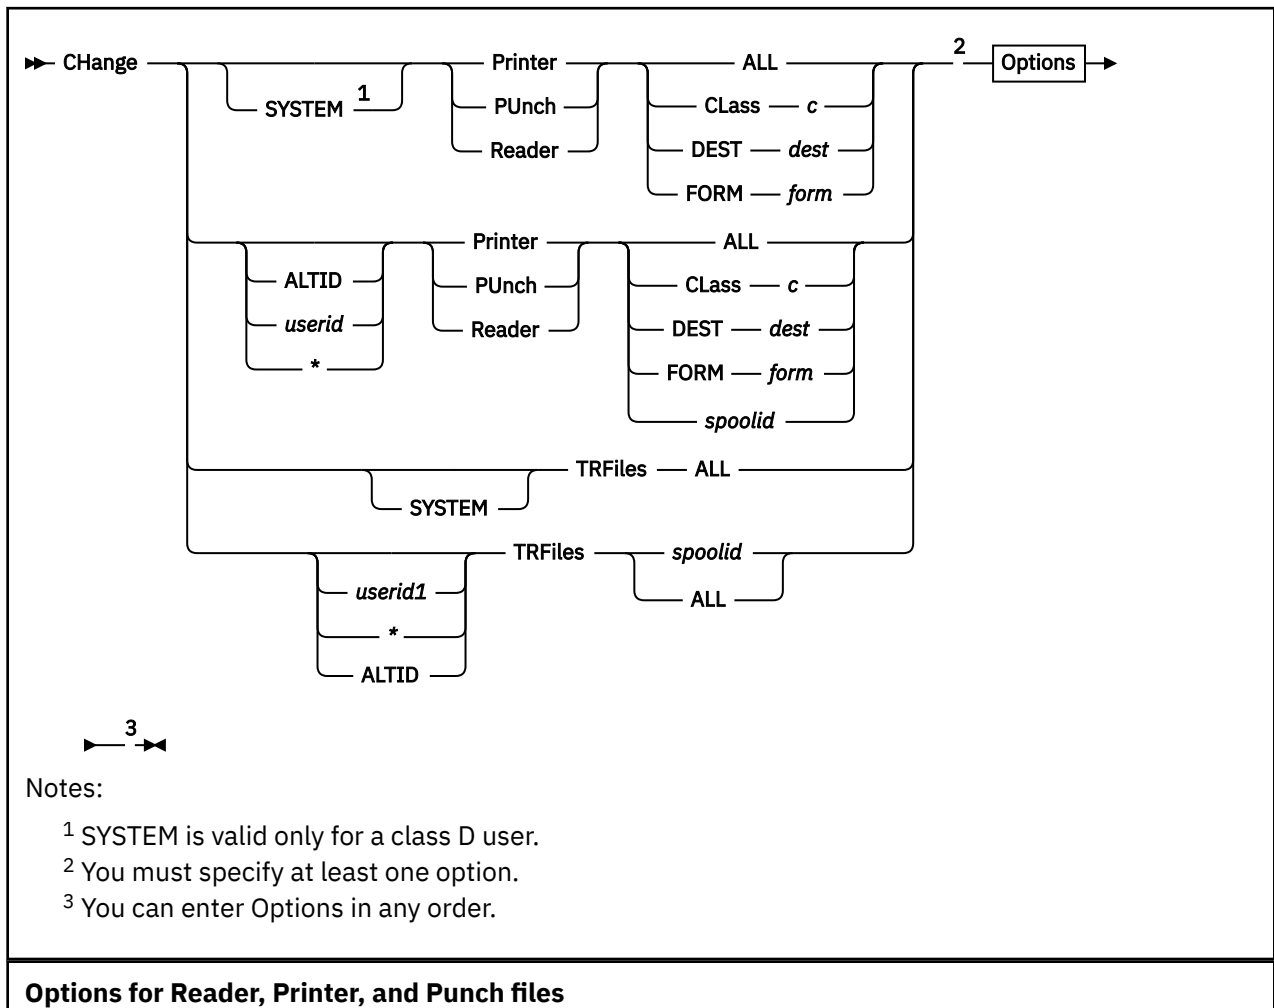 CHange Printer ALL 2 Options
SYSTEM 1 PUnch CLass c
Reader DEST dest
FORM form
Printer ALL
ALTID PUnch CLass c
userid Reader DEST dest
* FORM form
spoolid
TRFiles ALL
SYSTEM
TRFiles spoolid
userid1 ALL
*
ALTID
3
Notes:
1 SYSTEM is valid only for a class D user.
2 You must specify at least one option.
3 You can enter Options in any order.
Options for Reader, Printer, and Punch files